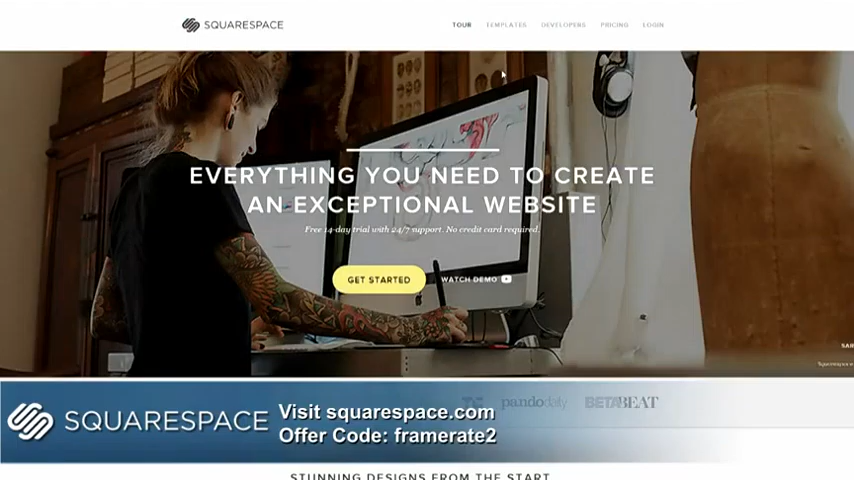 SQUARESPACE
TOUR TEMPLATES DEVELOPERS PRICING LOGIN
EVERYTHING YOU NEED TO CREATE
AN EXCEPTIONAL WEBSITE
Free 14-day trial with 24/7 support. No credit card required.
GET STARTED WATCH DEMO
SAR
pandodaily BETABEAT
SQUARESPACE
Visit squarespace.com
Offer Code: framerate2
STUNNING DESIGNS FROM THE START